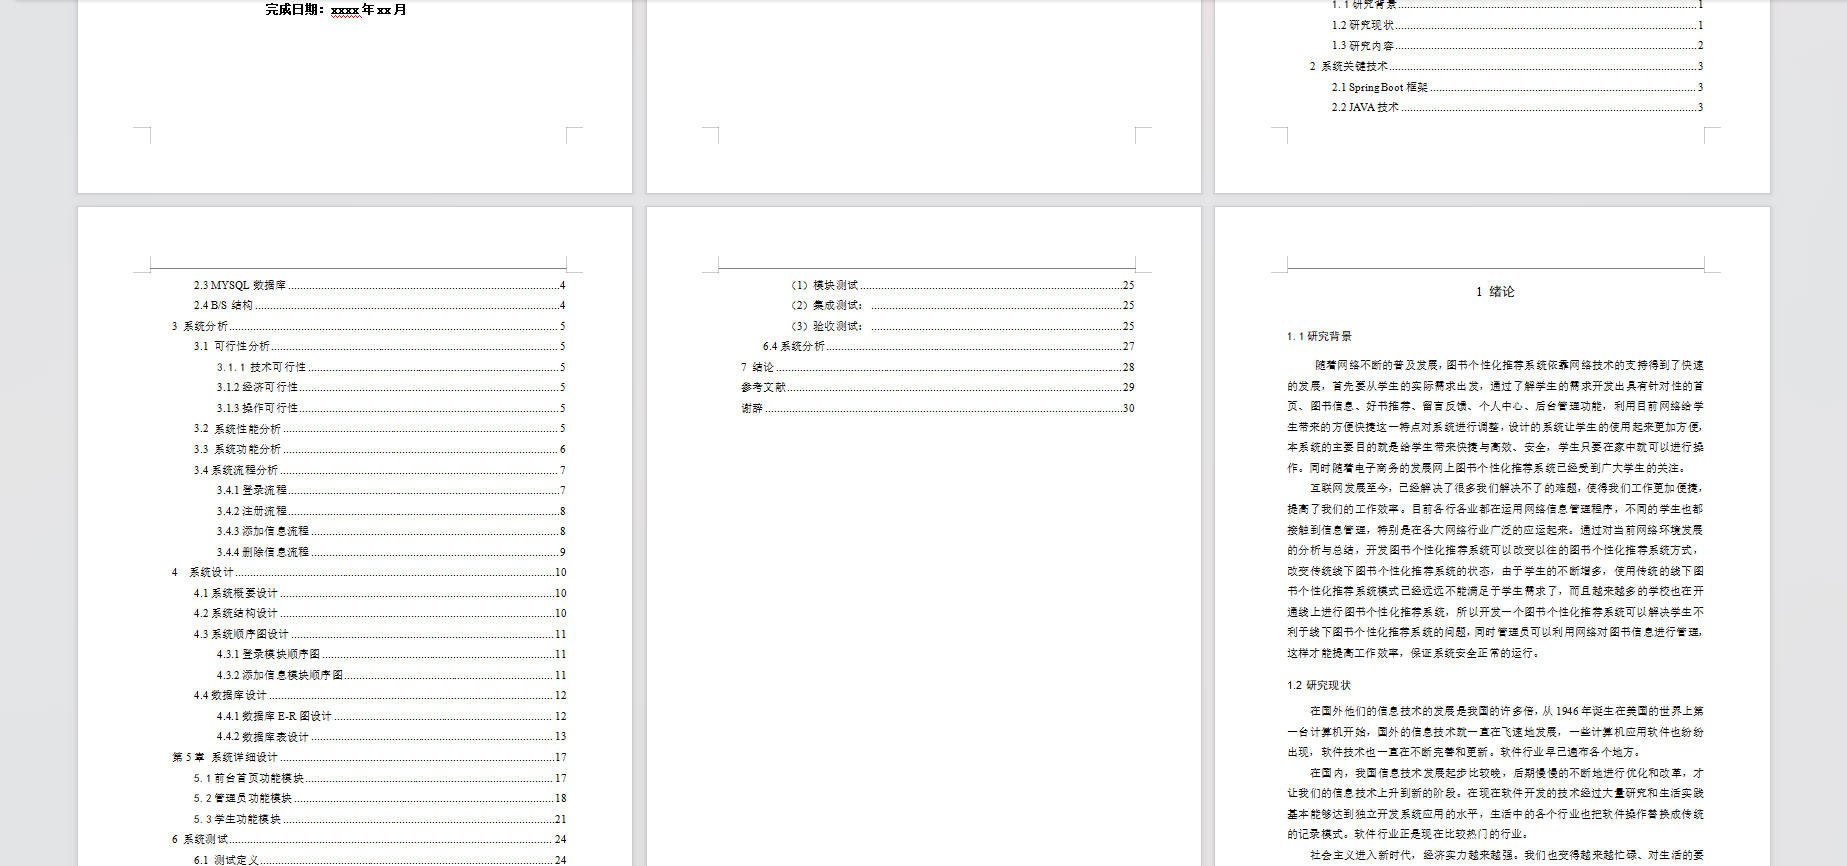 完成日期：xxxx年xx月
1.1研究背景1
1.2研究现状1
1.3研究内容2
2 系统关键技术3
2.1 Spring Boot 框架3
2.2 JAVA技术3
2.3 MYSQL 数据库4
2.4 B/S 结构4
3 系统分析5
3.1 可行性分析5
3.1.1 技术可行性5
3.1.2经济可行性5
3.1.3操作可行性5
3.2 系统性能分析5
3.3 系统功能分析6
3.4系统流程分析7
3.4.1登录流程7
3.4.2注册流程8
3.4.3添加信息流程8
3.4.4删除信息流程9
4 系统设计10
4.1系统概要设计10
4.2系统结构设计10
4.3系统顺序图设计11
4.3.1登录模块顺序图11
4.3.2添加信息模块顺序图11
4.4数据库设计12
4.4.1数据库 E-R 图设计12
4.4.2数据库表设计13
第5章 系统详细设计17
5.1前台首页功能模块17
5.2管理员功能模块18
5.3学生功能模块21
6 系统测试24
6.1 测试定义24
（1）模块测试25
（2）集成测试：25
（3）验收测试：25
6.4系统分析27
7 结论28
参考文献29
谢辞30
1 绪论
1.1研究背景
随着网络不断的普及发展，图书个性化推荐系统依靠网络技术的支持得到了快速
的发展，首先要从学生的实际需求出发，通过了解学生的需求开发出具有针对性的首
页、图书信息、好书推荐、留言反馈、个人中心、后台管理功能，利用目前网络给学
生带来的方便快捷这一特点对系统进行调整，设计的系统让学生的使用起来更加方便，
本系统的主要目的就是给学生带来快捷与高效、安全，学生只要在家中就可以进行操
作。同时随着电子商务的发展网上图书个性化推荐系统已经受到广大学生的关注。
互联网发展至今，已经解决了很多我们解决不了的难题，使得我们工作更加便捷，
提高了我们的工作效率。目前各行各业都在运用网络信息管理程序，不同的学生也都
接触到信息管理，特别是在各大网络行业广泛的应运起来。通过对当前网络环境发展
的分析与总结，开发图书个性化推荐系统可以改变以往的图书个性化推荐系统方式，
改变传统线下图书个性化推荐系统的状态，由于学生的不断增多，使用传统的线下图
书个性化推荐系统模式已经远远不能满足于学生需求了，而且越来越多的学校也在开
通线上进行图书个性化推荐系统，所以开发一个图书个性化推荐系统可以解决学生不
利于线下图书个性化推荐系统的问题，同时管理员可以利用网络对图书信息进行管理，
这样才能提高工作效率，保证系统安全正常的运行。
1.2 研究现状
在国外他们的信息技术的发展是我国的许多倍，从 1946 年诞生在美国的世界上第
一台计算机开始，国外的信息技术就一直在飞速地发展，一些计算机应用软件也纷纷
出现，软件技术也一直在不断完善和更新。软件行业早已遍布各个地方。
在国内，我国信息技术发展起步比较晚，后期慢慢的不断地进行优化和改革，才
让我们的信息技术上升到新的阶段。在现在软件开发的技术经过大量研究和生活实践
基本能够达到独立开发系统应用的水平，生活中的各个行业也把软件操作替换成传统
的记录模式。软件行业正是现在比较热门的行业。
社会主义进入新时代，经济实力越来越强。我们也变得越来越忙碌、对生活的要